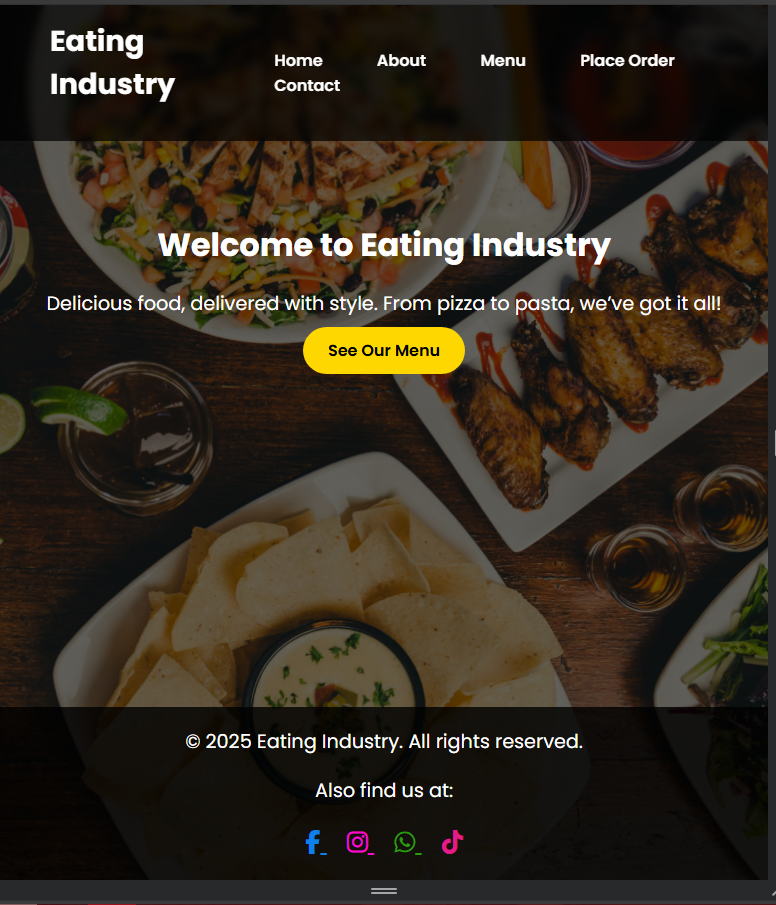 Eating
Industry
Home About Menu Place Order
Contact
Welcome to Eating Industry
Delicious food, delivered with style. From pizza to pasta, we’ve got it all!
See Our Menu
© 2025 Eating Industry. All rights reserved.
Also find us at: